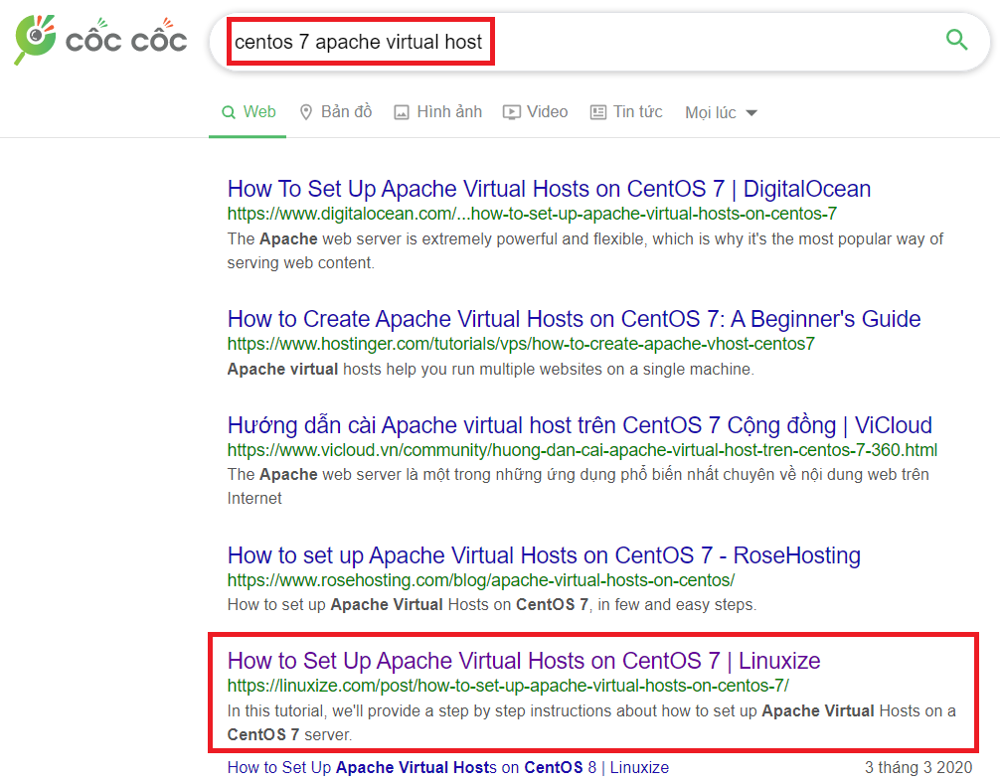 cốc cốc
centos 7 apache virtual host
Web Bản đồ Hình ảnh Video Tin tức Mọi lúc
How To Set Up Apache Virtual Hosts on CentOS 7 | DigitalOcean
https://www.digitalocean.com/...how-to-set-up-apache-virtual-hosts-on-centos-7
The Apache web server is extremely powerful and flexible, which is why it's the most popular way of
serving web content.
How to Create Apache Virtual Hosts on CentOS 7: A Beginner's Guide
https://www.hostinger.com/tutorials/vps/how-to-create-apache-vhost-centos7
Apache virtual hosts help you run multiple websites on a single machine.
Hướng dẫn cài Apache virtual host trên CentOS 7 Cộng đồng | ViCloud
https://www.vicloud.vn/community/huong-dan-cai-apache-virtual-host-tren-centos-7-360.html
The Apache web server là một trong những ứng dụng phổ biến nhất chuyên về nội dung web trên
Internet
How to set up Apache Virtual Hosts on CentOS 7 - RoseHosting
https://www.rosehosting.com/blog/apache-virtual-hosts-on-centos/
How to set up Apache Virtual Hosts on CentOS 7, in few and easy steps.
How to Set Up Apache Virtual Hosts on CentOS 7 | Linuxize
https://linuxize.com/post/how-to-set-up-apache-virtual-hosts-on-centos-7/
In this tutorial, we'll provide a step by step instructions about how to set up Apache Virtual Hosts on a
CentOS 7 server.
How to Set Up Apache Virtual Hosts on CentOS 8 | Linuxize 3 tháng 3 2020